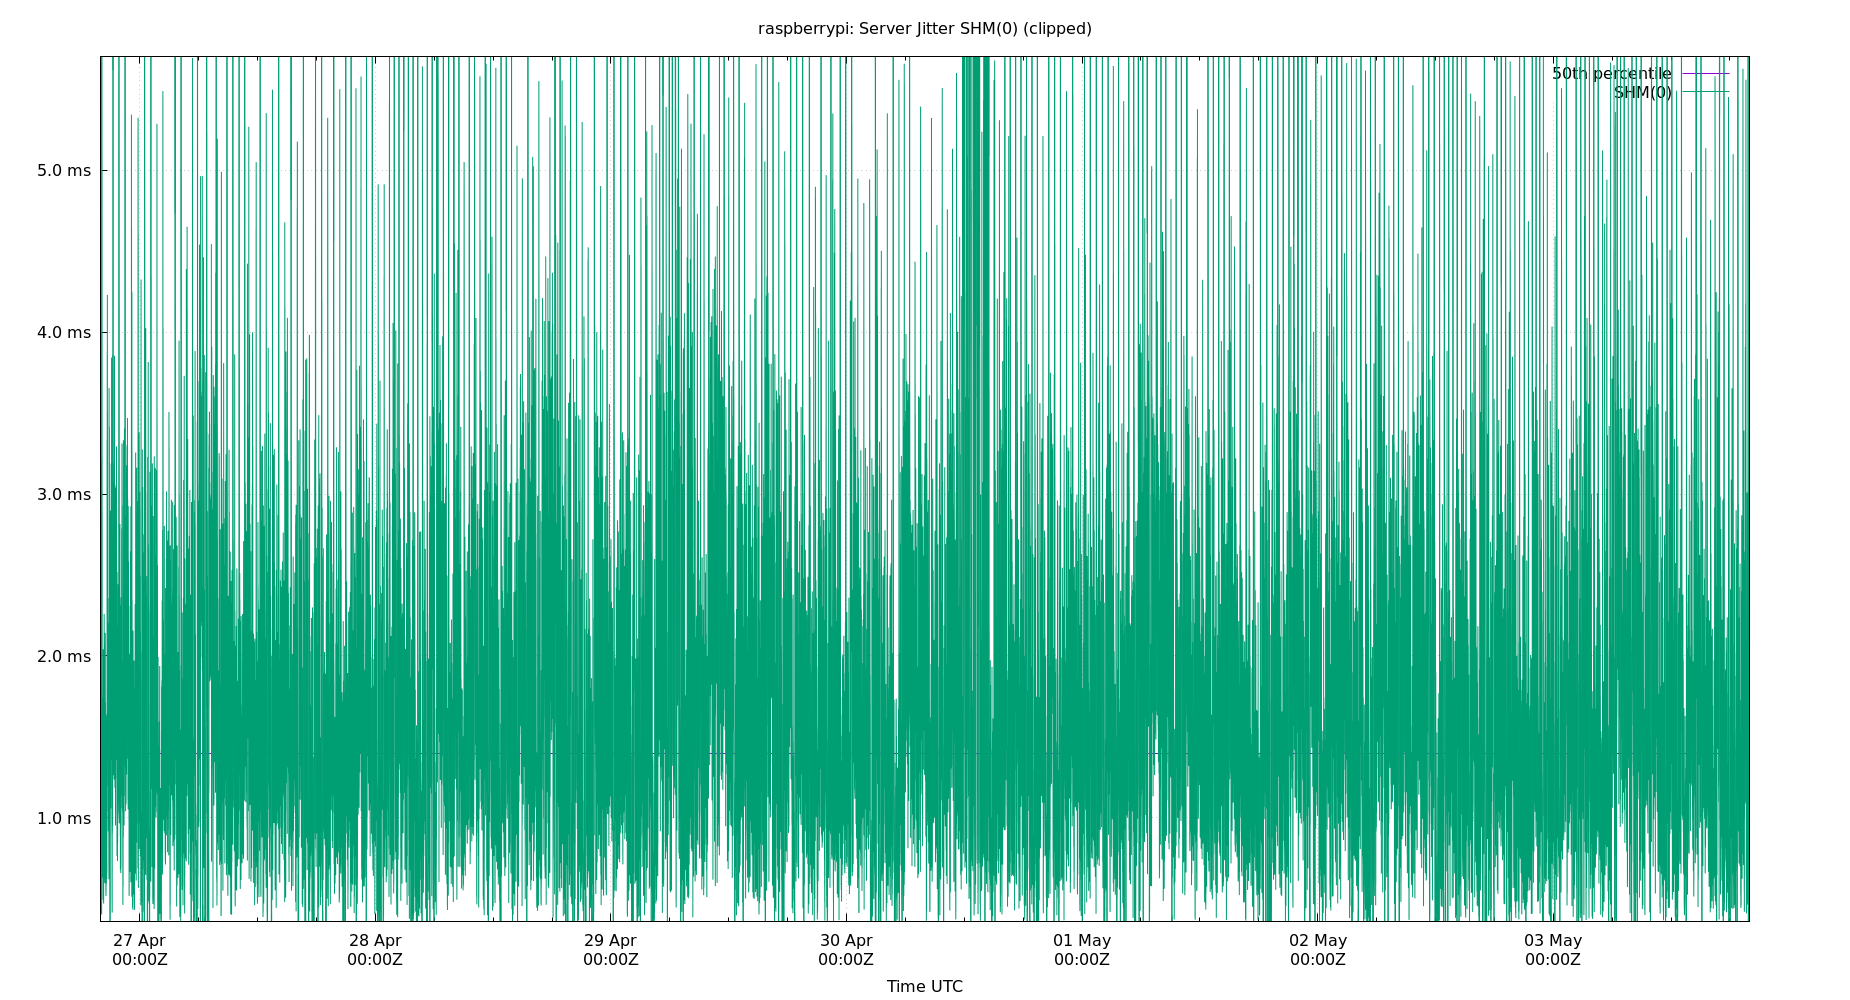 raspberrypi: Server Jitter SHM(0) (clipped)
50th percentile
SHM(0)
5.0 ms
4.0 ms
3.0 ms
2.0 ms
1.0 ms
27 Apr 28 Apr 29 Apr 30 Apr 01 May 02 May 03 May
00:00Z 00:00Z 00:00Z 00:00Z 00:00Z 00:00Z 00:00Z
Time UTC